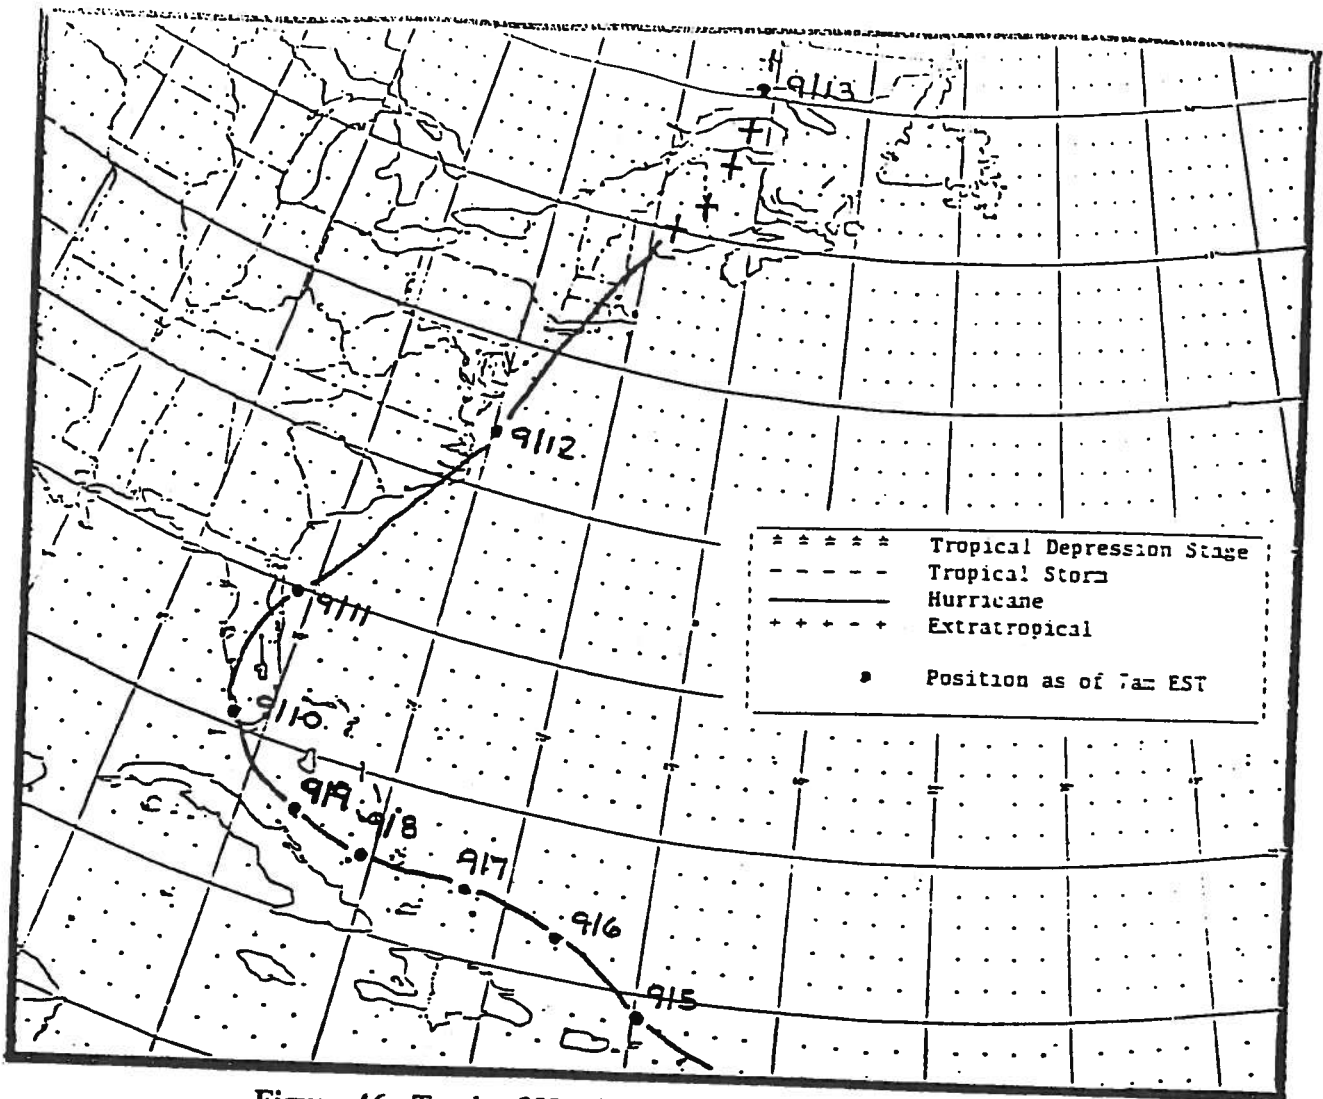 9/13
9/12
9/11
9/10
9/9
9/8
9/7
9/6
9/5
Tropical Depression Stage
Tropical Storm
Hurricane
Extratropical
Position as of 7am EST